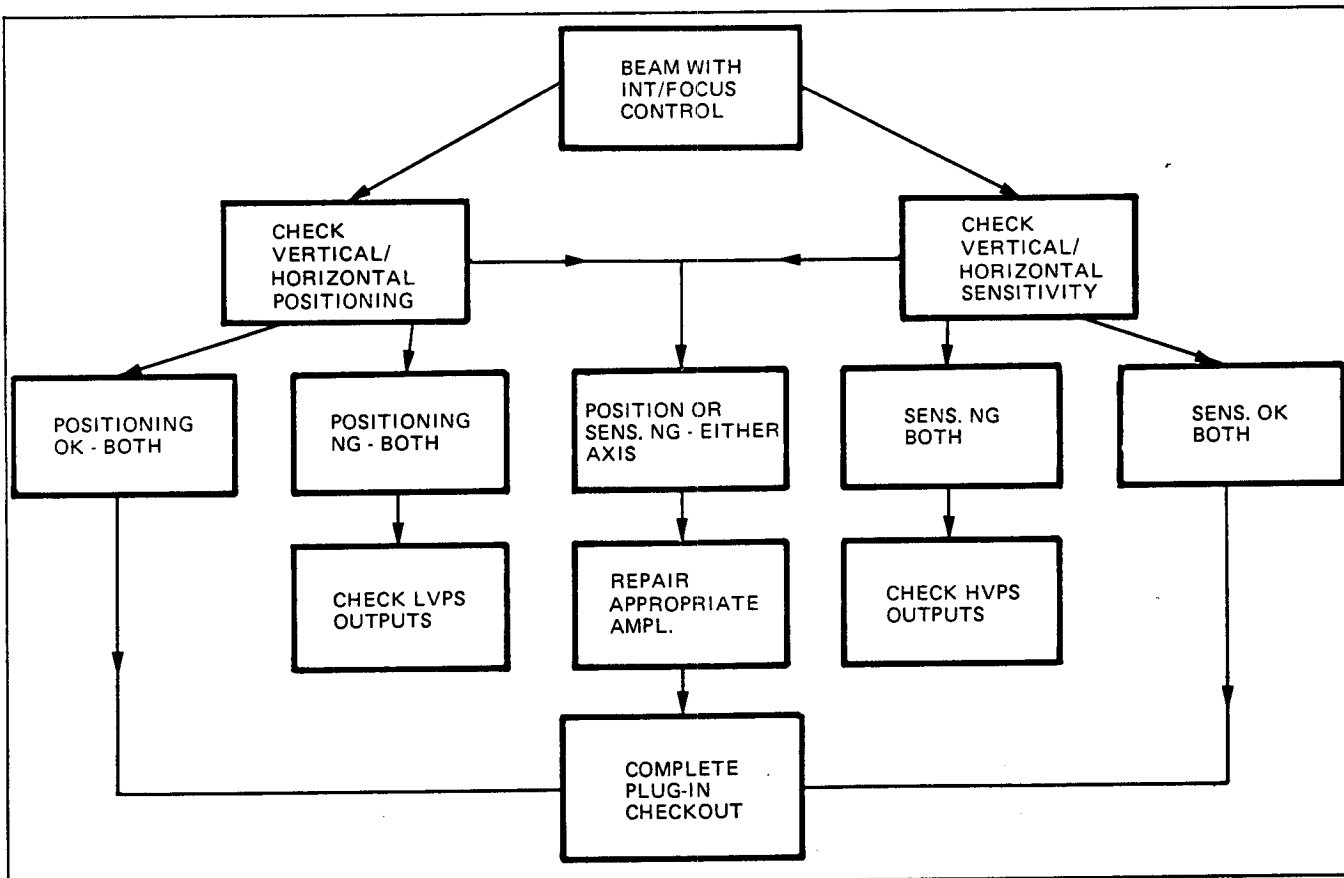 BEAM WITH
INT/FOCUS
CONTROL
CHECK
VERTICAL/
HORIZONTAL
POSITIONING
CHECK
VERTICAL/
HORIZONTAL
SENSITIVITY
POSITIONING
OK - BOTH
POSITIONING
NG - BOTH
POSITION OR
SENS. NG - EITHER
AXIS
SENS. NG
BOTH
SENS. OK
BOTH
CHECK LVPS
OUTPUTS
REPAIR
APPROPRIATE
AMPL.
CHECK HVPS
OUTPUTS
COMPLETE
PLUG-IN
CHECKOUT